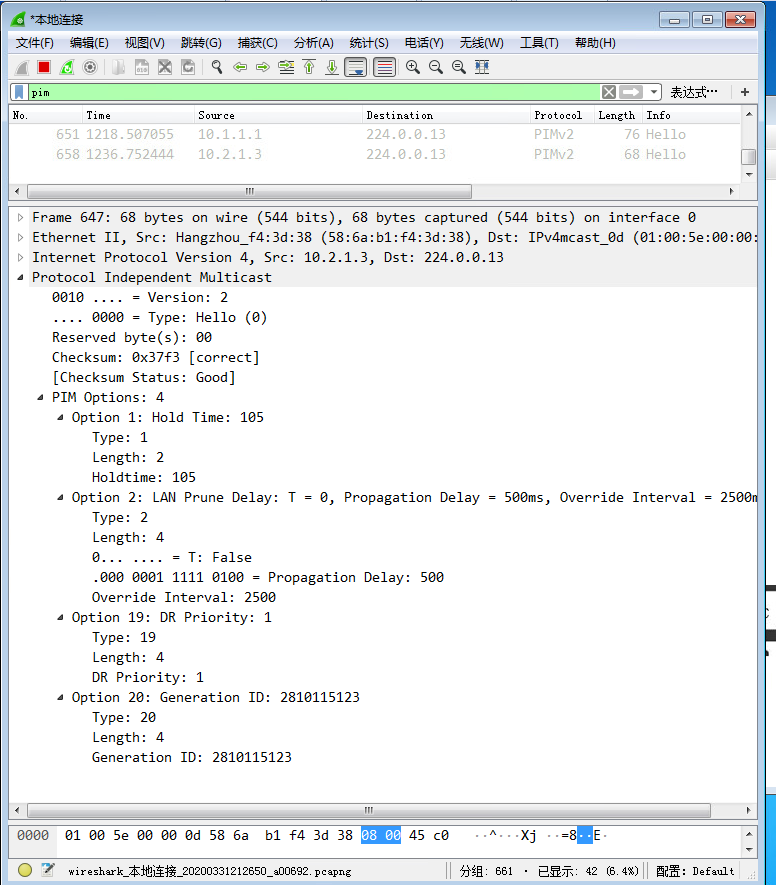 *本地连接
文件(F) 编辑(E) 视图(V) 跳转(G) 捕获(C) 分析(A) 统计(S) 电话(Y) 无线(W) 工具(T) 帮助(H)
pim 表达式… +
No. Time Source Destination Protocol Length Info
651 1218.507055 10.1.1.1 224.0.0.13 PIMv2 76 Hello
658 1236.752444 10.2.1.3 224.0.0.13 PIMv2 68 Hello
Frame 647: 68 bytes on wire (544 bits), 68 bytes captured (544 bits) on interface 0
Ethernet II, Src: Hangzhou_f4:3d:38 (58:6a:b1:f4:3d:38), Dst: IPv4mcast_0d (01:00:5e:00:00:
Internet Protocol Version 4, Src: 10.2.1.3, Dst: 224.0.0.13
Protocol Independent Multicast
0010 .... = Version: 2
.... 0000 = Type: Hello (0)
Reserved byte(s): 00
Checksum: 0x37f3 [correct]
[Checksum Status: Good]
PIM Options: 4
Option 1: Hold Time: 105
Type: 1
Length: 2
Holdtime: 105
Option 2: LAN Prune Delay: T = 0, Propagation Delay = 500ms, Override Interval = 2500m
Type: 2
Length: 4
0... .... = T: False
.000 0001 1111 0100 = Propagation Delay: 500
Override Interval: 2500
Option 19: DR Priority: 1
Type: 19
Length: 4
DR Priority: 1
Option 20: Generation ID: 2810115123
Type: 20
Length: 4
Generation ID: 2810115123
0000 01 00 5e 00 00 0d 58 6a b1 f4 3d 38 08 00 45 c0 ··^···Xj ··=8··E·
wireshark_本地连接_20200331212650_a00692.pcapng 分组: 661 · 已显示: 42 (6.4%) 配置: Default